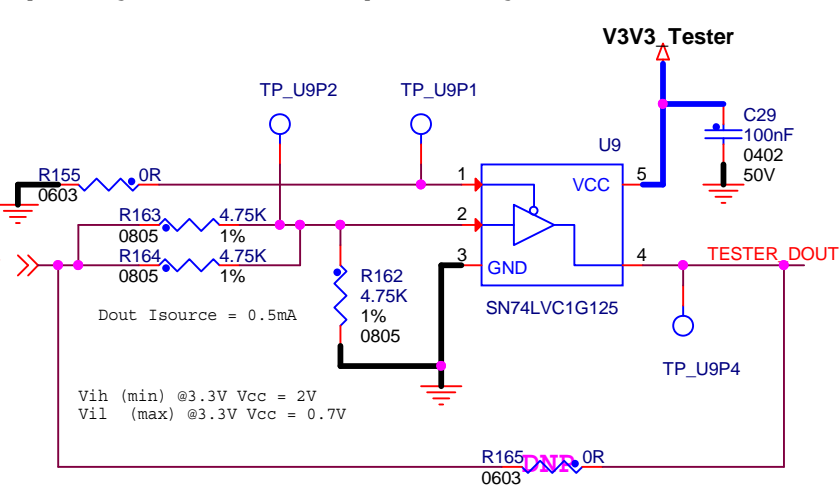 V3V3_Tester
TP_U9P2
TP_U9P1
C29
100nF
0402
50V
U9
R155
0R
0603
1
VCC
5
R163
4.75K
0805
1%
2
R164
4.75K
0805
1%
3
GND
4
TESTER_DOUT
R162
4.75K
1%
0805
SN74LVC1G125
Dout Isource = 0.5mA
TP_U9P4
Vih (min) @3.3V Vcc = 2V
Vil  (max) @3.3V Vcc = 0.7V
R165
DNP
0R
0603